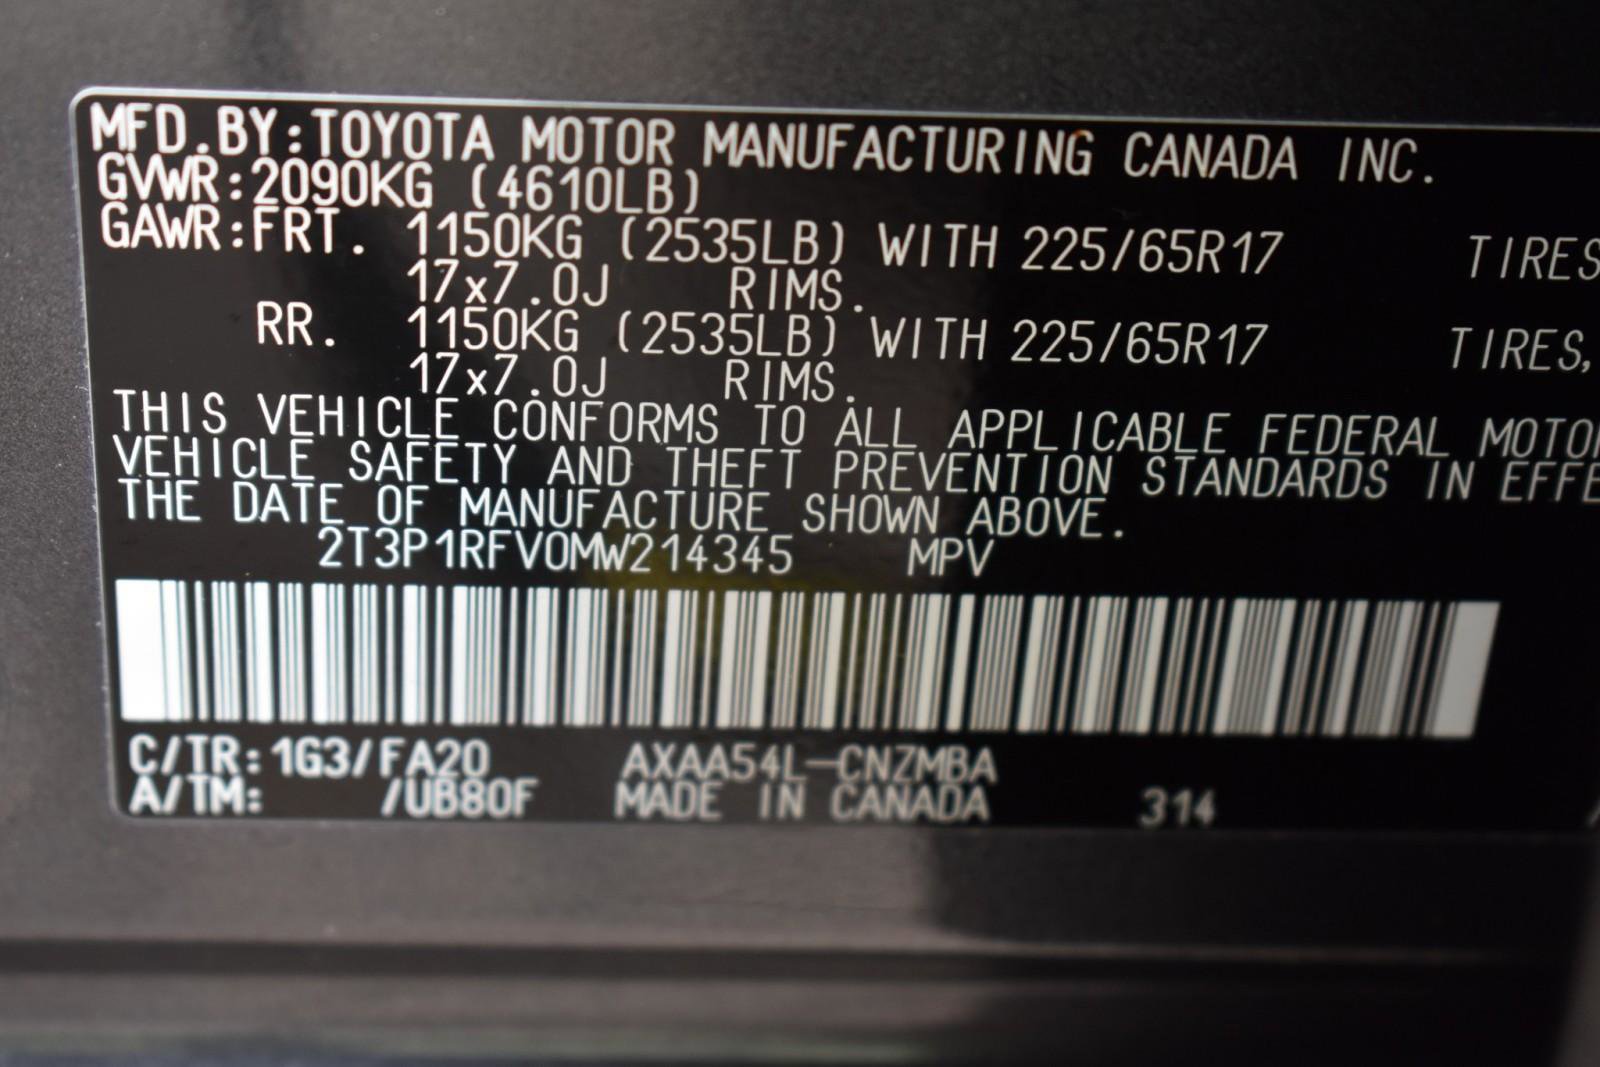 MFD.BY:TOYOTA MOTOR MANUFACTURING CANADA INC.
GVWR:2090KG (4610LB)
GAWR:FRT. 1150KG (2535LB) WITH 225/65R17 TIRES
17x7.0J RIMS.
RR. 1150KG (2535LB) WITH 225/65R17 TIRES,
17x7.0J RIMS.
THIS VEHICLE CONFORMS TO ALL APPLICABLE FEDERAL MOTO
VEHICLE SAFETY AND THEFT PREVENTION STANDARDS IN EFFE
THE DATE OF MANUFACTURE SHOWN ABOVE.
2T3P1RFV0MW214345 MPV
C/TR:1G3/FA20 AXAA54L-CNZMBA
A/TM: /UB80F MADE IN CANADA 314